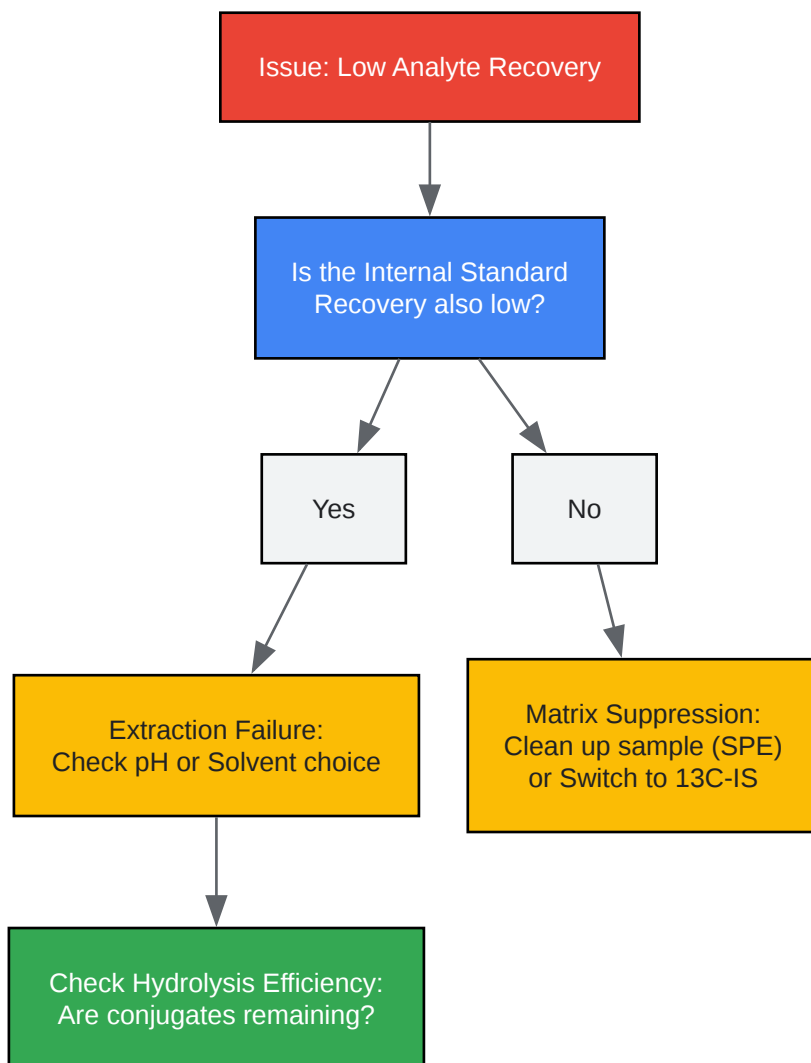 Issue: Low Analyte Recovery
Is the Internal Standard
Recovery also low?
Yes
No
Extraction Failure:
Check pH or Solvent choice
Matrix Suppression:
Clean up sample (SPE)
or Switch to 13C-IS
Check Hydrolysis Efficiency:
Are conjugates remaining?